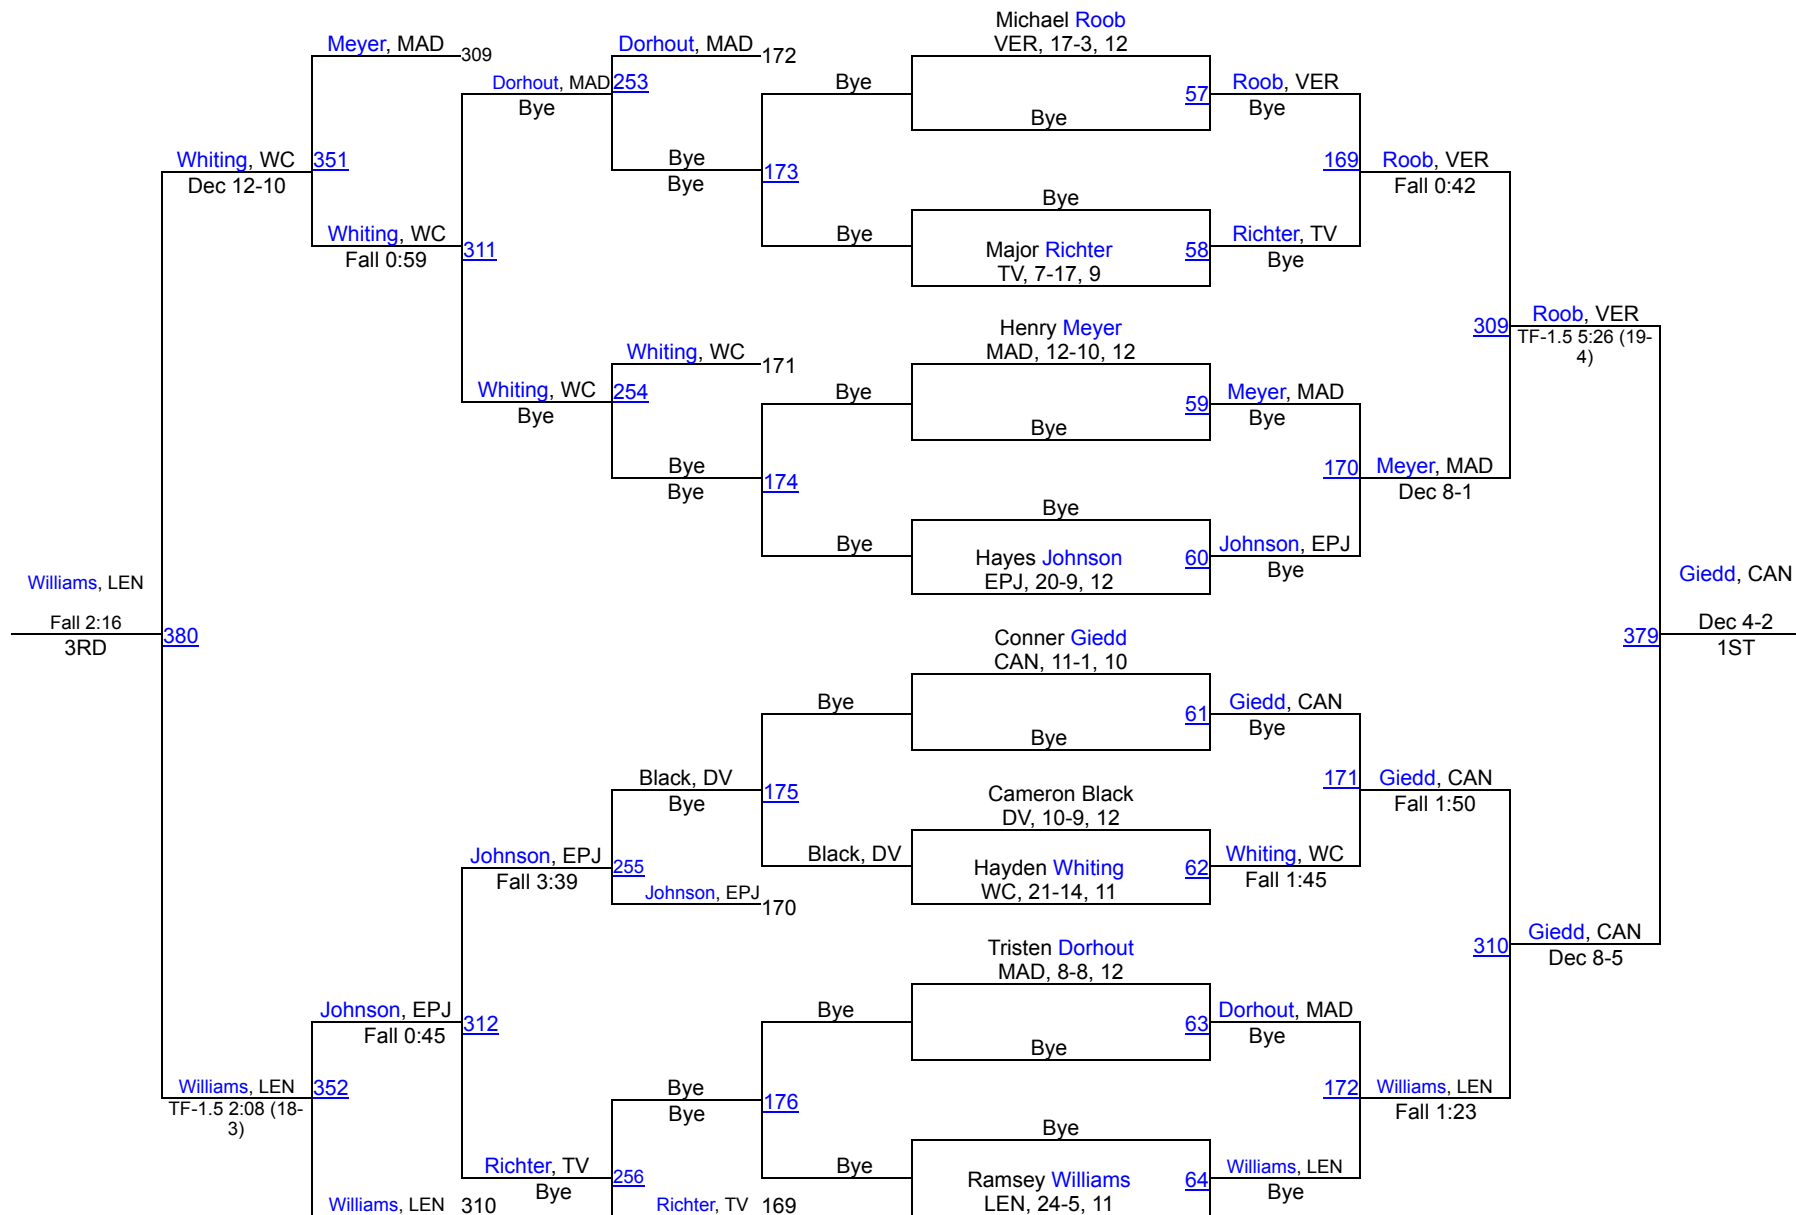 Michael Roob
VER, 17-3, 12
Meyer, MAD
309
Dorhout, MAD
172
Dorhout, MAD
253
Bye
Bye
57
Roob, VER
Bye
Bye
Whiting, WC
351
Dec 12-10
Bye
Bye
173
169
Roob, VER
Fall 0:42
Bye
Whiting, WC
311
Fall 0:59
Bye
Major Richter
TV, 7-17, 9
58
Richter, TV
Bye
Henry Meyer
MAD, 12-10, 12
309
Roob, VER
TF-1.5 5:26 (19-
4)
Whiting, WC
171
Whiting, WC
254
Bye
Bye
59
Meyer, MAD
Bye
Bye
Bye
Bye
174
170
Meyer, MAD
Dec 8-1
Bye
Bye
Hayes Johnson
EPJ, 20-9, 12
60
Johnson, EPJ
Bye
Williams, LEN
Fall 2:16
3RD
380
Giedd, CAN
Dec 4-2
1ST
379
Conner Giedd
CAN, 11-1, 10
Bye
61
Giedd, CAN
Bye
Bye
Black, DV
Bye
175
Cameron Black
DV, 10-9, 12
171
Giedd, CAN
Fall 1:50
Johnson, EPJ
255
Fall 3:39
Black, DV
Hayden Whiting
WC, 21-14, 11
62
Whiting, WC
Fall 1:45
Johnson, EPJ
170
Tristen Dorhout
MAD, 8-8, 12
310
Giedd, CAN
Dec 8-5
Johnson, EPJ
312
Fall 0:45
Bye
Bye
63
Dorhout, MAD
Bye
Williams, LEN
352
TF-1.5 2:08 (18-
3)
Bye
Bye
176
172
Williams, LEN
Fall 1:23
Bye
Richter, TV
256
Bye
Bye
Ramsey Williams
LEN, 24-5, 11
64
Williams, LEN
Bye
Williams, LEN
310
Richter, TV
169